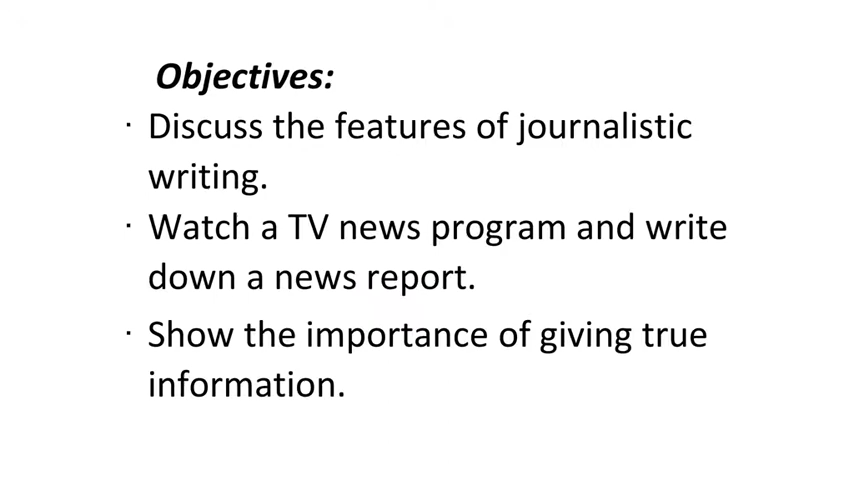 Objectives:
· Discuss the features of journalistic
writing.
· Watch a TV news program and write
down a news report.
· Show the importance of giving true
information.